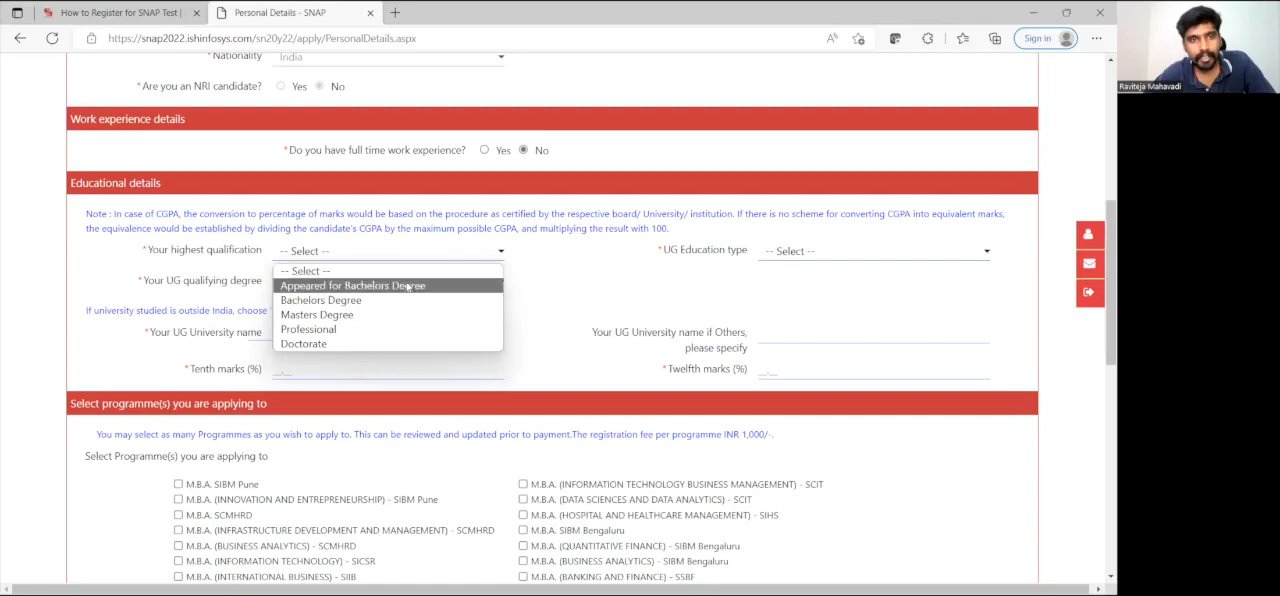 How to Register for SNAP Test |
Personal Details - SNAP
https://snap2022.ishinfosys.com/sn20y22/apply/PersonalDetails.aspx
Sign in
Raviteja Mahavadi
*Nationality
India
*Are you an NRI candidate?
Yes
No
Work experience details
*Do you have full time work experience?
Yes
No
Educational details
Note : In case of CGPA, the conversion to percentage of marks would be based on the procedure as certified by the respective board/ University/ institution. If there is no scheme for converting CGPA into equivalent marks,
the equivalence would be established by dividing the candidate's CGPA by the maximum possible CGPA, and multiplying the result with 100.
*Your highest qualification
-- Select --
*UG Education type
-- Select --
-- Select --
Appeared for Bachelors Degree
Bachelors Degree
Masters Degree
Professional
Doctorate
*Your UG qualifying degree
If university studied is outside India, choose
*Your UG University name
Your UG University name if Others,
please specify
*Tenth marks (%)
__.__
*Twelfth marks (%)
__.__
Select programme(s) you are applying to
You may select as many Programmes as you wish to apply to. This can be reviewed and updated prior to payment.The registration fee per programme INR 1,000/-.
Select Programme(s) you are applying to
M.B.A. SIBM Pune
M.B.A. (INFORMATION TECHNOLOGY BUSINESS MANAGEMENT) - SCIT
M.B.A. (INNOVATION AND ENTREPRENEURSHIP) - SIBM Pune
M.B.A. (DATA SCIENCES AND DATA ANALYTICS) - SCIT
M.B.A. SCMHRD
M.B.A. (HOSPITAL AND HEALTHCARE MANAGEMENT) - SIHS
M.B.A. (INFRASTRUCTURE DEVELOPMENT AND MANAGEMENT) - SCMHRD
M.B.A. SIBM Bengaluru
M.B.A. (BUSINESS ANALYTICS) - SCMHRD
M.B.A. (QUANTITATIVE FINANCE) - SIBM Bengaluru
M.B.A. (INFORMATION TECHNOLOGY) - SICSR
M.B.A. (BUSINESS ANALYTICS) - SIBM Bengaluru
M.B.A. (INTERNATIONAL BUSINESS) - SIIB
M.B.A. (BANKING AND FINANCE) - SSBF